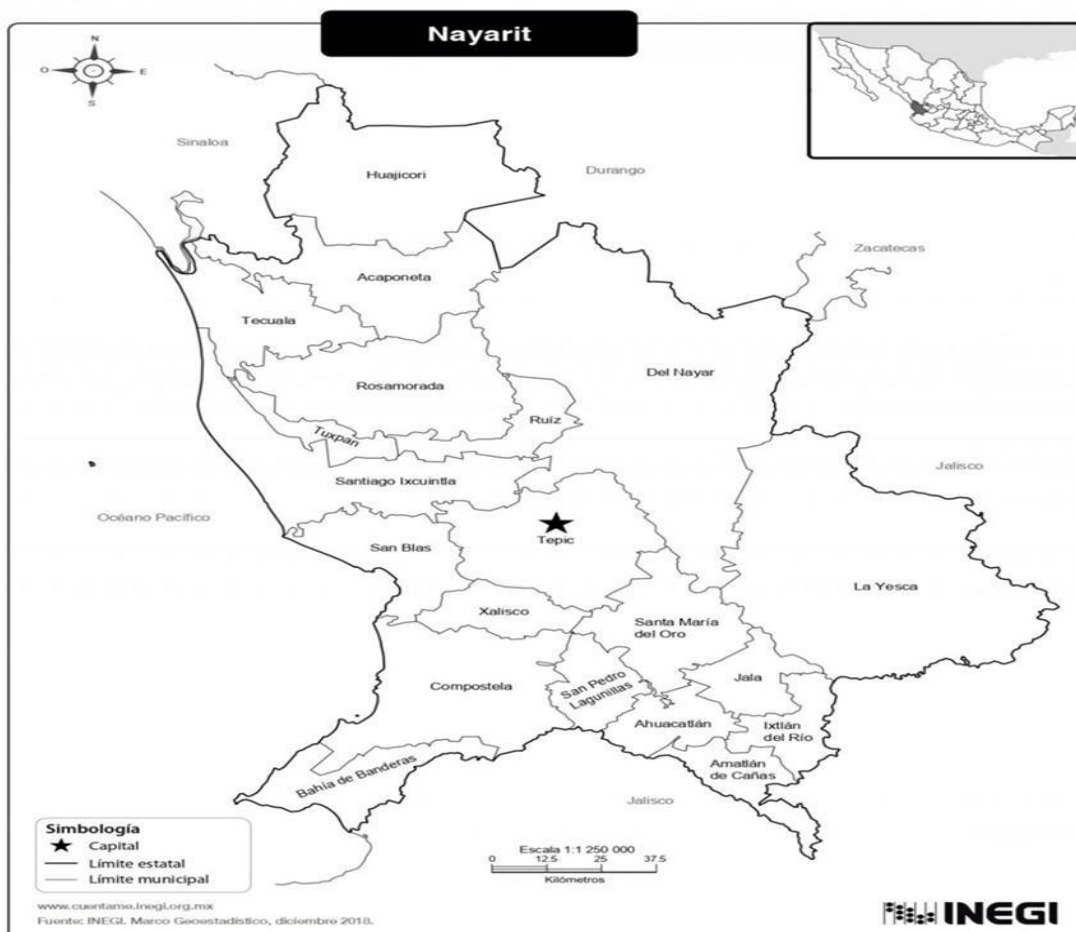 Nayarit
N
O
E
S
Sinaloa
Durango
Huajicori
Zacatecas
Acaponeta
Tecuala
Del Nayar
Rosamorada
Ruíz
Tuxpan
Jalisco
Santiago Ixcuintla
Océano Pacífico
Tepic
San Blas
La Yesca
Xalisco
Santa María
del Oro
Jala
Compostela
San Pedro
Lagunillas
Ahuacatlán
Ixtlán
del Río
Amatlán
de Cañas
Bahía de Banderas
Jalisco
Simbología
Capital
Límite estatal
Límite municipal
Escala 1:1 250 000
0 12.5 25 37.5
Kilómetros
www.cuentame.inegi.org.mx
Fuente: INEGI. Marco Geoestadístico, diciembre 2018.
INEGI